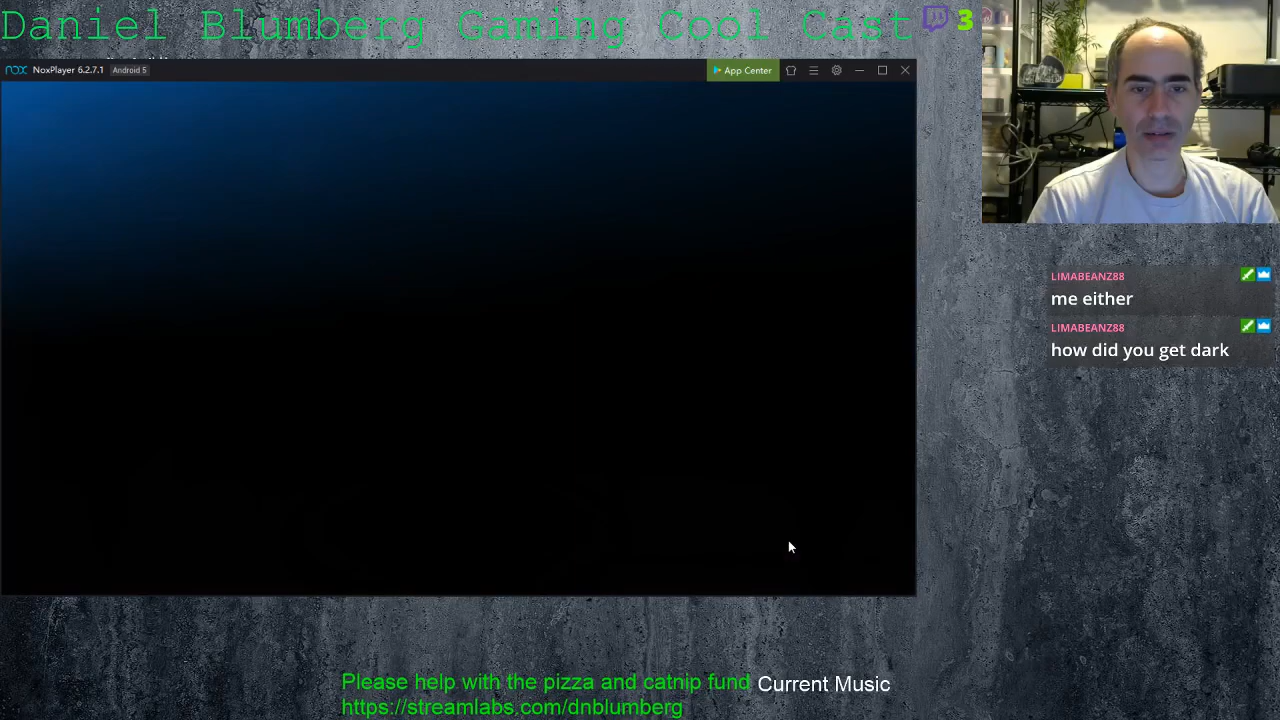 Daniel Blumberg Gaming Cool Cast 3
NoxPlayer 6.2.7.1 Android 5 App Center
LIMABEANZ88
me either
LIMABEANZ88
how did you get dark
Please help with the pizza and catnip fund
https://streamlabs.com/dnblumberg
Current Music